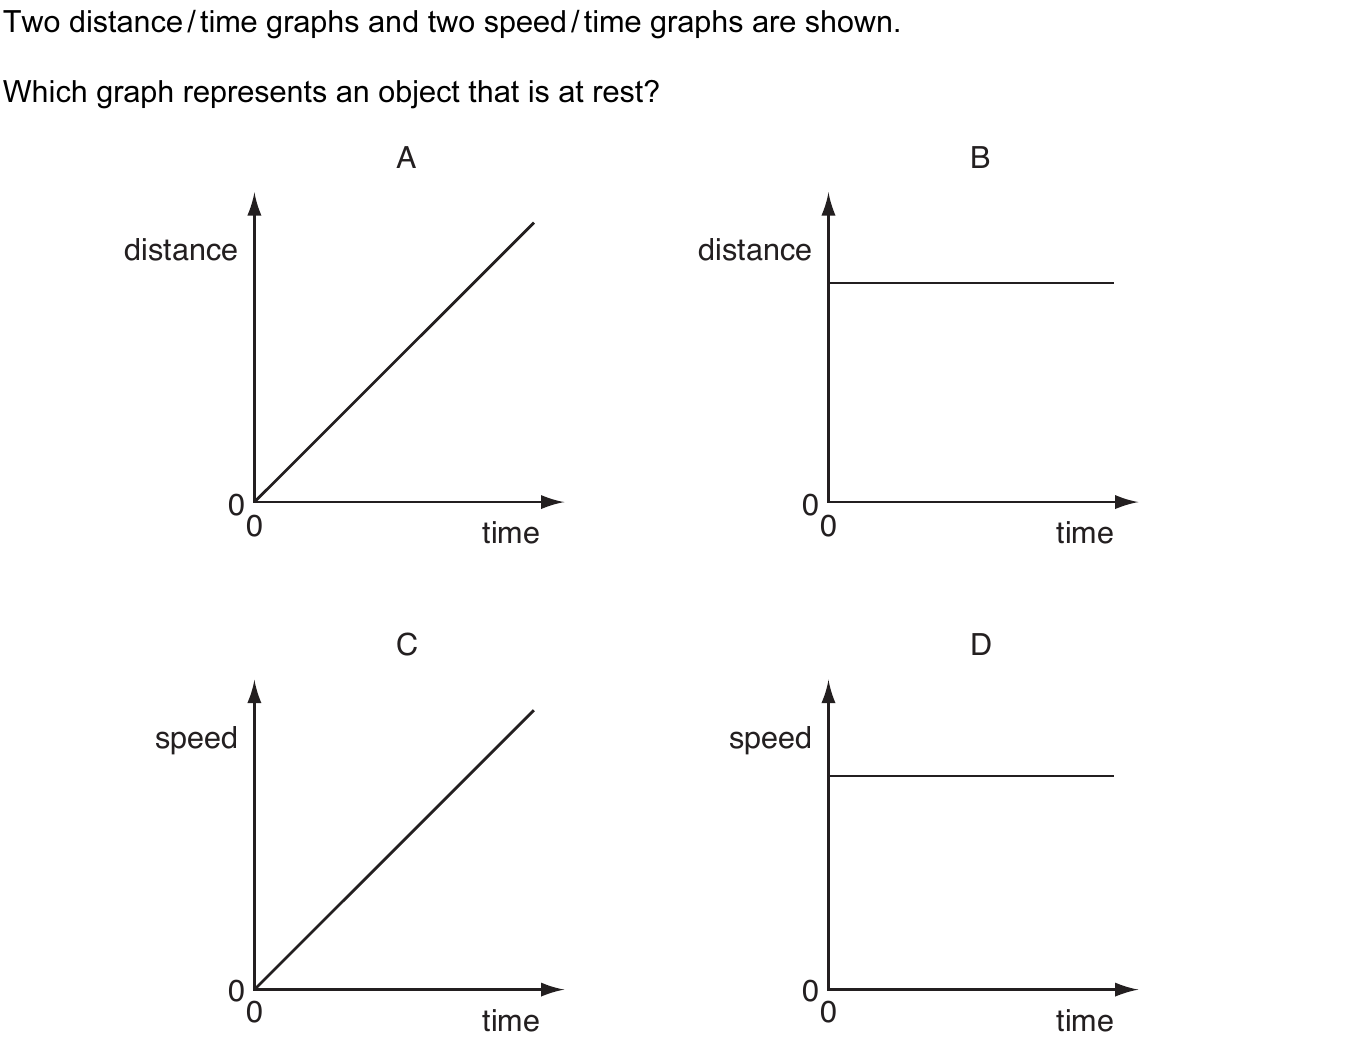 Two distance/time graphs and two speed/time graphs are shown.
Which graph represents an object that is at rest?
A
distance
0
0
time
B
distance
0
0
time
C
speed
0
0
time
D
speed
0
0
time